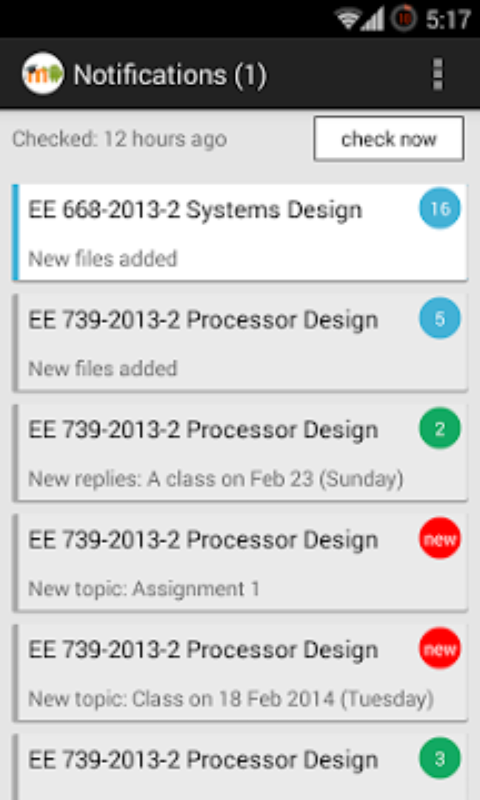 10 5:17
m Notifications (1)
Checked: 12 hours ago check now
EE 668-2013-2 Systems Design 16
New files added
EE 739-2013-2 Processor Design 5
New files added
EE 739-2013-2 Processor Design 2
New replies: A class on Feb 23 (Sunday)
EE 739-2013-2 Processor Design new
New topic: Assignment 1
EE 739-2013-2 Processor Design new
New topic: Class on 18 Feb 2014 (Tuesday)
EE 739-2013-2 Processor Design 3